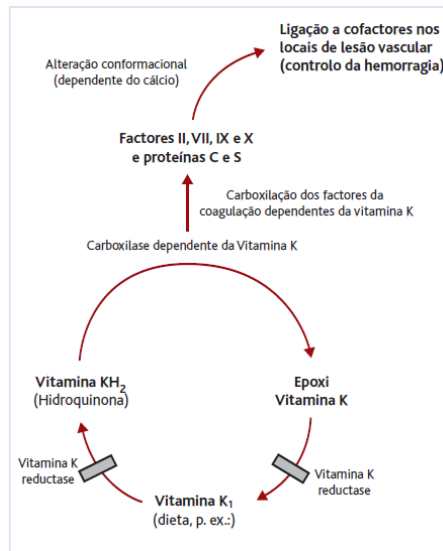 Ligação a cofactores nos
locais de lesão vascular
(controlo da hemorragia)
Alteração conformacional
(dependente do cálcio)
Factores II, VII, IX e X
e proteínas C e S
Carboxilação dos factores da
coagulação dependentes da vitamina K
Carboxilase dependente da Vitamina K
Vitamina KH2
(Hidroquinona)
Epoxi
Vitamina K
Vitamina K
reductase
Vitamina K
reductase
Vitamina K1
(dieta, p. ex.:)